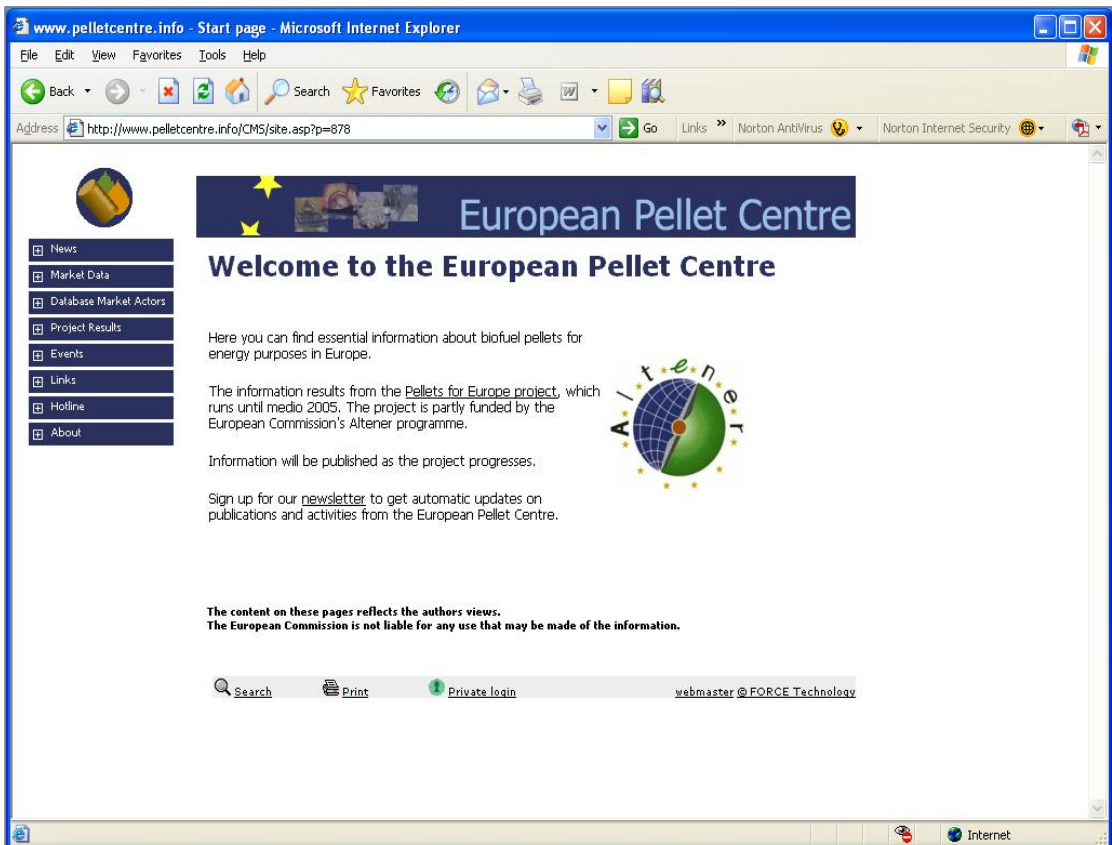 www.pelletcentre.info - Start page - Microsoft Internet Explorer
File Edit View Favorites Tools Help
Back Search Favorites
Address http://www.pelletcentre.info/CMS/site.asp?p=878 Go Links » Norton AntiVirus Norton Internet Security
European Pellet Centre
News
Market Data
Database Market Actors
Project Results
Events
Links
Hotline
About
Welcome to the European Pellet Centre
Here you can find essential information about biofuel pellets for
energy purposes in Europe.
The information results from the Pellets for Europe project, which
runs until medio 2005. The project is partly funded by the
European Commission's Altener programme.
Information will be published as the project progresses.
Sign up for our newsletter to get automatic updates on
publications and activities from the European Pellet Centre.
Altener
The content on these pages reflects the authors views.
The European Commission is not liable for any use that may be made of the information.
Search Print Private login webmaster @ FORCE Technology
Internet